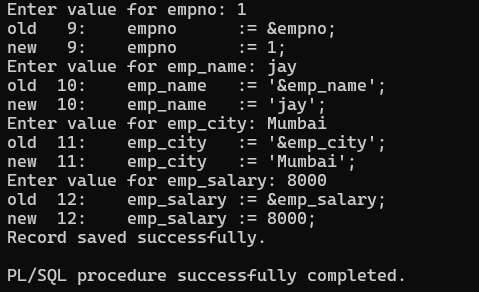 Enter value for empno: 1
old   9:    empno      := &empno;
new   9:    empno      := 1;
Enter value for emp_name: jay
old  10:    emp_name   := '&emp_name';
new  10:    emp_name   := 'jay';
Enter value for emp_city: Mumbai
old  11:    emp_city   := '&emp_city';
new  11:    emp_city   := 'Mumbai';
Enter value for emp_salary: 8000
old  12:    emp_salary := &emp_salary;
new  12:    emp_salary := 8000;
Record saved successfully.

PL/SQL procedure successfully completed.